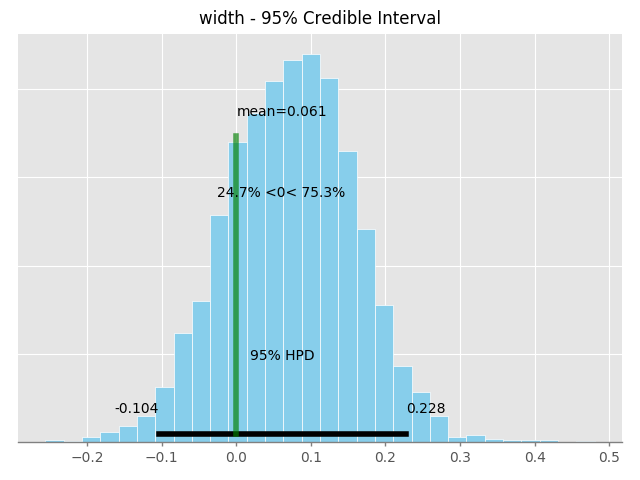 width - 95% Credible Interval
mean=0.061
24.7% <0< 75.3%
95% HPD
-0.104 0.228
−0.2 −0.1 0.0 0.1 0.2 0.3 0.4 0.5